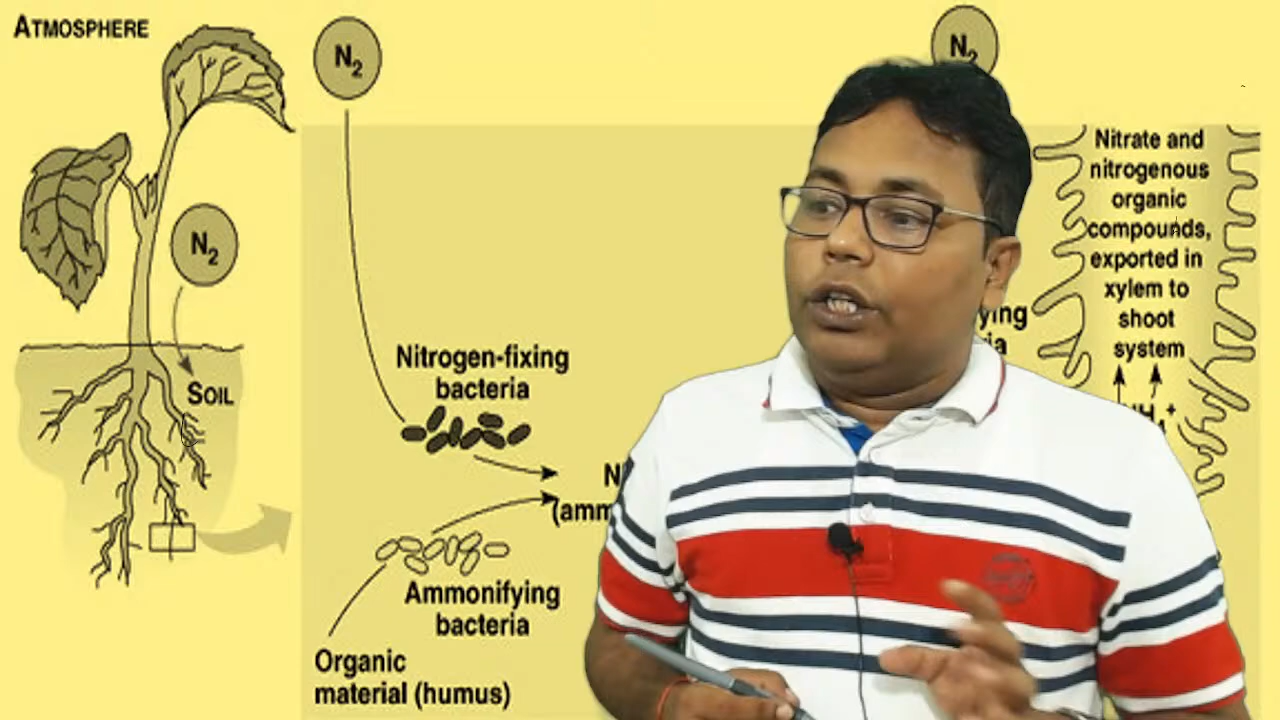 ATMOSPHERE
N2
N2
N2
SOIL
Nitrogen-fixing
bacteria
Ammonifying
bacteria
Organic
material (humus)
Nitrate and
nitrogenous
organic
compounds,
exported in
xylem to
shoot
system